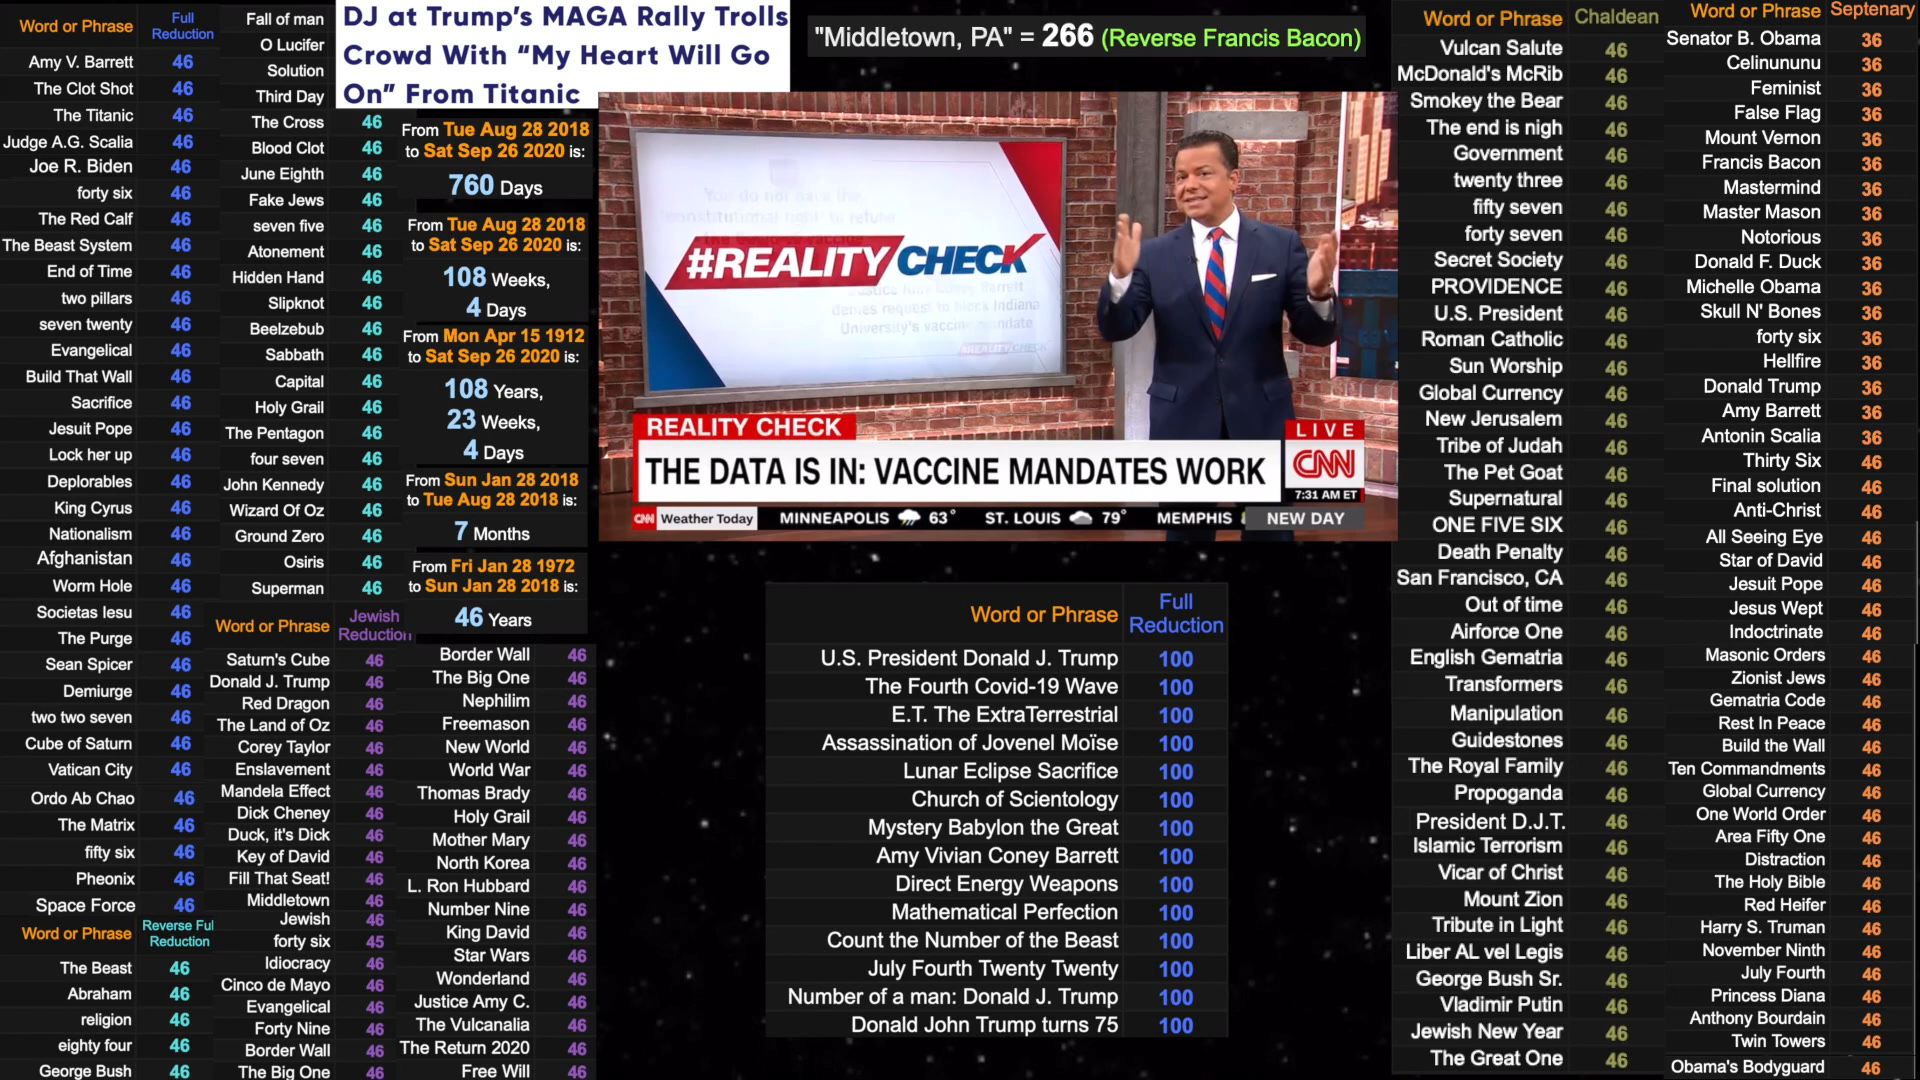 Word or Phrase Full Reduction
Amy V. Barrett 46
The Clot Shot 46
The Titanic 46
Judge A.G. Scalia 46
Joe R. Biden 46
forty six 46
The Red Calf 46
The Beast System 46
End of Time 46
two pillars 46
seven twenty 46
Evangelical 46
Build That Wall 46
Sacrifice 46
Jesuit Pope 46
Lock her up 46
Deplorables 46
King Cyrus 46
Nationalism 46
Afghanistan 46
Worm Hole 46
Societas Iesu 46
The Purge 46
Sean Spicer 46
Demiurge 46
two two seven 46
Cube of Saturn 46
Vatican City 46
Ordo Ab Chao 46
The Matrix 46
fifty six 46
Pheonix 46
Space Force 46
Word or Phrase Reverse Ful Reduction
The Beast 46
Abraham 46
religion 46
eighty four 46
George Bush 46
Fall of man
O Lucifer
Solution
Third Day
The Cross 46
Blood Clot 46
June Eighth 46
Fake Jews 46
seven five 46
Atonement 46
Hidden Hand 46
Slipknot 46
Beelzebub 46
Sabbath 46
Capital 46
Holy Grail 46
The Pentagon 46
four seven 46
John Kennedy 46
Wizard Of Oz 46
Ground Zero 46
Osiris 46
Superman 46
Word or Phrase Jewish Reduction
Saturn's Cube 46
Donald J. Trump 46
Red Dragon 46
The Land of Oz 46
Corey Taylor 46
Enslavement 46
Mandela Effect 46
Dick Cheney 46
Duck, it's Dick 46
Key of David 46
Fill That Seat! 46
Middletown 46
Jewish 46
forty six 45
Idiocracy 46
Cinco de Mayo 46
Evangelical 46
Forty Nine 46
Border Wall 46
The Big One 46
DJ at Trump's MAGA Rally Trolls
Crowd With “My Heart Will Go
On” From Titanic
From Tue Aug 28 2018
to Sat Sep 26 2020 is:
760 Days
From Tue Aug 28 2018
to Sat Sep 26 2020 is:
108 Weeks,
4 Days
From Mon Apr 15 1912
to Sat Sep 26 2020 is:
108 Years,
23 Weeks,
4 Days
From Sun Jan 28 2018
to Tue Aug 28 2018 is:
7 Months
From Fri Jan 28 1972
to Sun Jan 28 2018 is:
46 Years
Border Wall 46
The Big One 46
Nephilim 46
Freemason 46
New World 46
World War 46
Thomas Brady 46
Holy Grail 46
Mother Mary 46
North Korea 46
L. Ron Hubbard 46
Number Nine 46
King David 46
Star Wars 46
Wonderland 46
Justice Amy C. 46
The Vulcanalia 46
The Return 2020 46
Free Will 46
"Middletown, PA" = 266 (Reverse Francis Bacon)
You do not have the
constitutional right to refuse
the
#REALITY CHECK
Justice Amy Coney Barrett
denies request to block Indiana
University's vaccine mandate
#REALITYCHECK
REALITY CHECK
THE DATA IS IN: VACCINE MANDATES WORK
LIVE
CNN
7:31 AM ET
CNN Weather Today MINNEAPOLIS 63° ST. LOUIS 79° MEMPHIS NEW DAY
Word or Phrase Full Reduction
U.S. President Donald J. Trump 100
The Fourth Covid-19 Wave 100
E.T. The ExtraTerrestrial 100
Assassination of Jovenel Moïse 100
Lunar Eclipse Sacrifice 100
Church of Scientology 100
Mystery Babylon the Great 100
Amy Vivian Coney Barrett 100
Direct Energy Weapons 100
Mathematical Perfection 100
Count the Number of the Beast 100
July Fourth Twenty Twenty 100
Number of a man: Donald J. Trump 100
Donald John Trump turns 75 100
Word or Phrase Chaldean
Vulcan Salute 46
McDonald's McRib 46
Smokey the Bear 46
The end is nigh 46
Government 46
twenty three 46
fifty seven 46
forty seven 46
Secret Society 46
PROVIDENCE 46
U.S. President 46
Roman Catholic 46
Sun Worship 46
Global Currency 46
New Jerusalem 46
Tribe of Judah 46
The Pet Goat 46
Supernatural 46
ONE FIVE SIX 46
Death Penalty 46
San Francisco, CA 46
Out of time 46
Airforce One 46
English Gematria 46
Transformers 46
Manipulation 46
Guidestones 46
The Royal Family 46
Propoganda 46
President D.J.T. 46
Islamic Terrorism 46
Vicar of Christ 46
Mount Zion 46
Tribute in Light 46
Liber AL vel Legis 46
George Bush Sr. 46
Vladimir Putin 46
Jewish New Year 46
The Great One 46
Word or Phrase Septenary
Senator B. Obama 36
Celinununu 36
Feminist 36
False Flag 36
Mount Vernon 36
Francis Bacon 36
Mastermind 36
Master Mason 36
Notorious 36
Donald F. Duck 36
Michelle Obama 36
Skull N' Bones 36
forty six 36
Hellfire 36
Donald Trump 36
Amy Barrett 36
Antonin Scalia 36
Thirty Six 46
Final solution 46
Anti-Christ 46
All Seeing Eye 46
Star of David 46
Jesuit Pope 46
Jesus Wept 46
Indoctrinate 46
Masonic Orders 46
Zionist Jews 46
Gematria Code 46
Rest In Peace 46
Build the Wall 46
Ten Commandments 46
Global Currency 46
One World Order 46
Area Fifty One 46
Distraction 46
The Holy Bible 46
Red Heifer 46
Harry S. Truman 46
November Ninth 46
July Fourth 46
Princess Diana 46
Anthony Bourdain 46
Twin Towers 46
Obama's Bodyguard 46